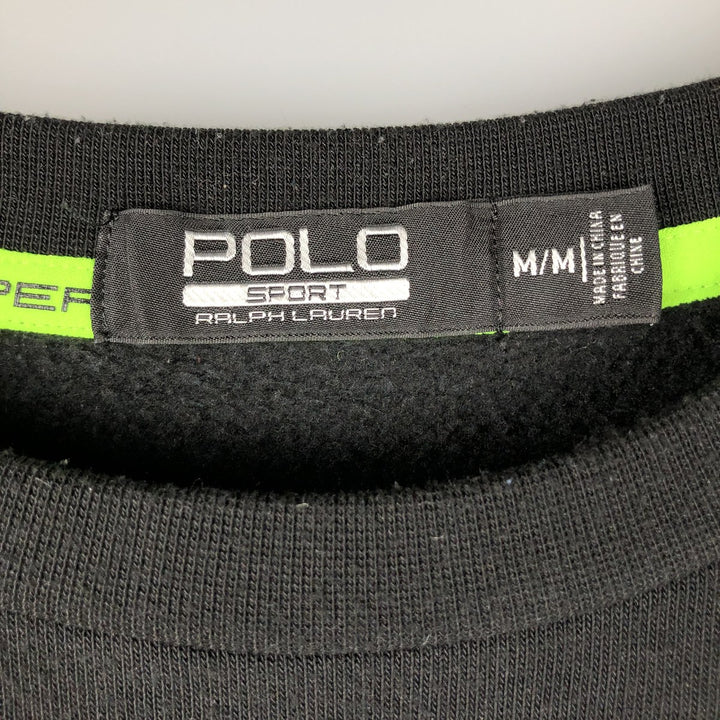 POLO
SPORT
RALPH LAUREN
M/M
MADE IN CHINA
FABRIQUE EN
CHINE
PER